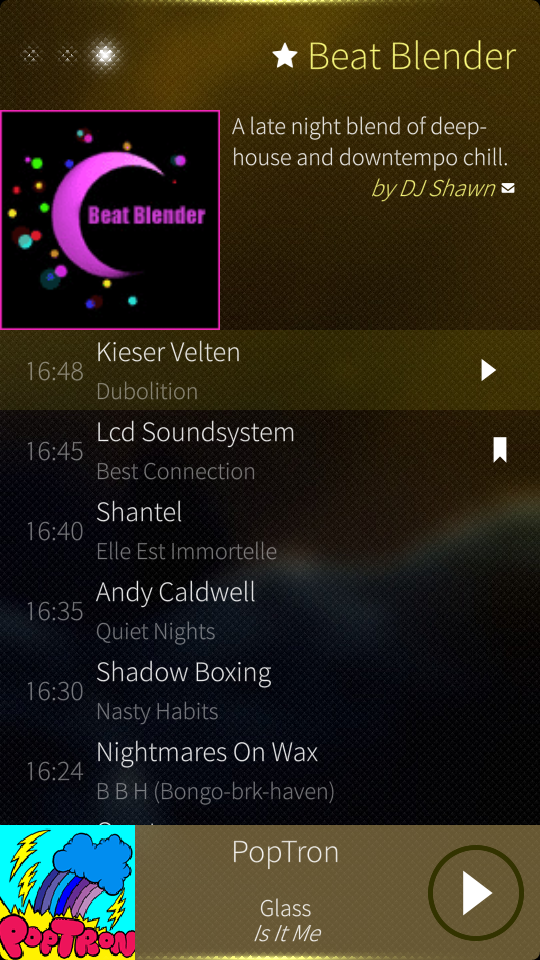 Beat Blender
Beat Blender
A late night blend of deep-
house and downtempo chill.
by DJ Shawn
16:48
Kieser Velten
Dubolition
16:45
Lcd Soundsystem
Best Connection
16:40
Shantel
Elle Est Immortelle
16:35
Andy Caldwell
Quiet Nights
16:30
Shadow Boxing
Nasty Habits
16:24
Nightmares On Wax
B B H (Bongo-brk-haven)
PopTron
PopTron
Glass
Is It Me